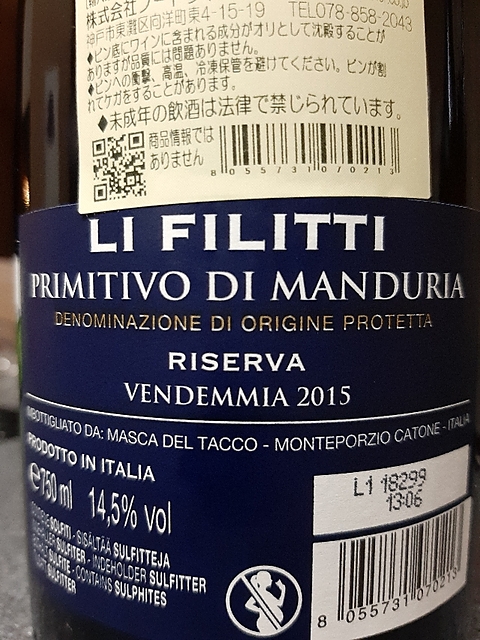 神戸市東灘区向洋町東4-15-19 TEL078-858-2043
◆ビン底にワインに含まれる成分がオリとして沈殿することが
ありますが品質には問題ありません。
◆ビンへの衝撃、高温、冷凍保管を避けてください。ビンが割
れてケガをすることがあります。
◆未成年の飲酒は法律で禁じられています。
商品情報では
ありません
8 055731 070213
LI FILITTI
PRIMITIVO DI MANDURIA
DENOMINAZIONE DI ORIGINE PROTETTA
RISERVA
VENDEMMIA 2015
IMBOTTIGLIATO DA: MASCA DEL TACCO - MONTEPORZIO CATONE - ITALIA
PRODOTTO IN ITALIA
℮750 ml 14,5% vol
L1 18299
13:06
SOLFITI - SISÄLTÄÄ SULFITTEJA
SULFITER - INDEHOLDER SULFITTER
SULFITE - CONTAINS SULPHITES
SULFITTER
8 055731 070213